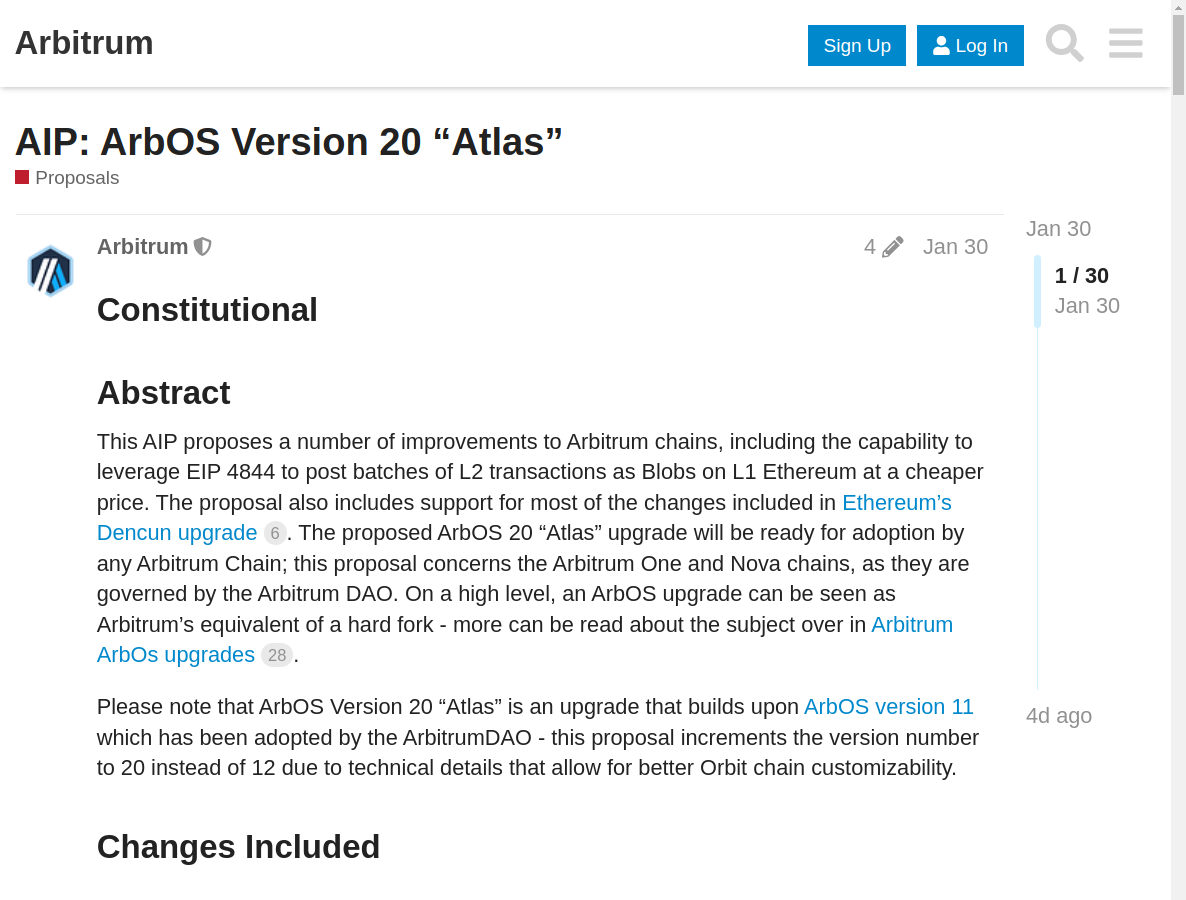 Arbitrum
Sign Up
Log In
AIP: ArbOS Version 20 “Atlas”
Proposals
Arbitrum
4
Jan 30
Constitutional
Abstract
This AIP proposes a number of improvements to Arbitrum chains, including the capability to
leverage EIP 4844 to post batches of L2 transactions as Blobs on L1 Ethereum at a cheaper
price. The proposal also includes support for most of the changes included in Ethereum’s
Dencun upgrade 6. The proposed ArbOS 20 “Atlas” upgrade will be ready for adoption by
any Arbitrum Chain; this proposal concerns the Arbitrum One and Nova chains, as they are
governed by the Arbitrum DAO. On a high level, an ArbOS upgrade can be seen as
Arbitrum’s equivalent of a hard fork - more can be read about the subject over in Arbitrum
ArbOs upgrades 28.
Please note that ArbOS Version 20 “Atlas” is an upgrade that builds upon ArbOS version 11
which has been adopted by the ArbitrumDAO - this proposal increments the version number
to 20 instead of 12 due to technical details that allow for better Orbit chain customizability.
Changes Included
Jan 30
1 / 30
Jan 30
4d ago